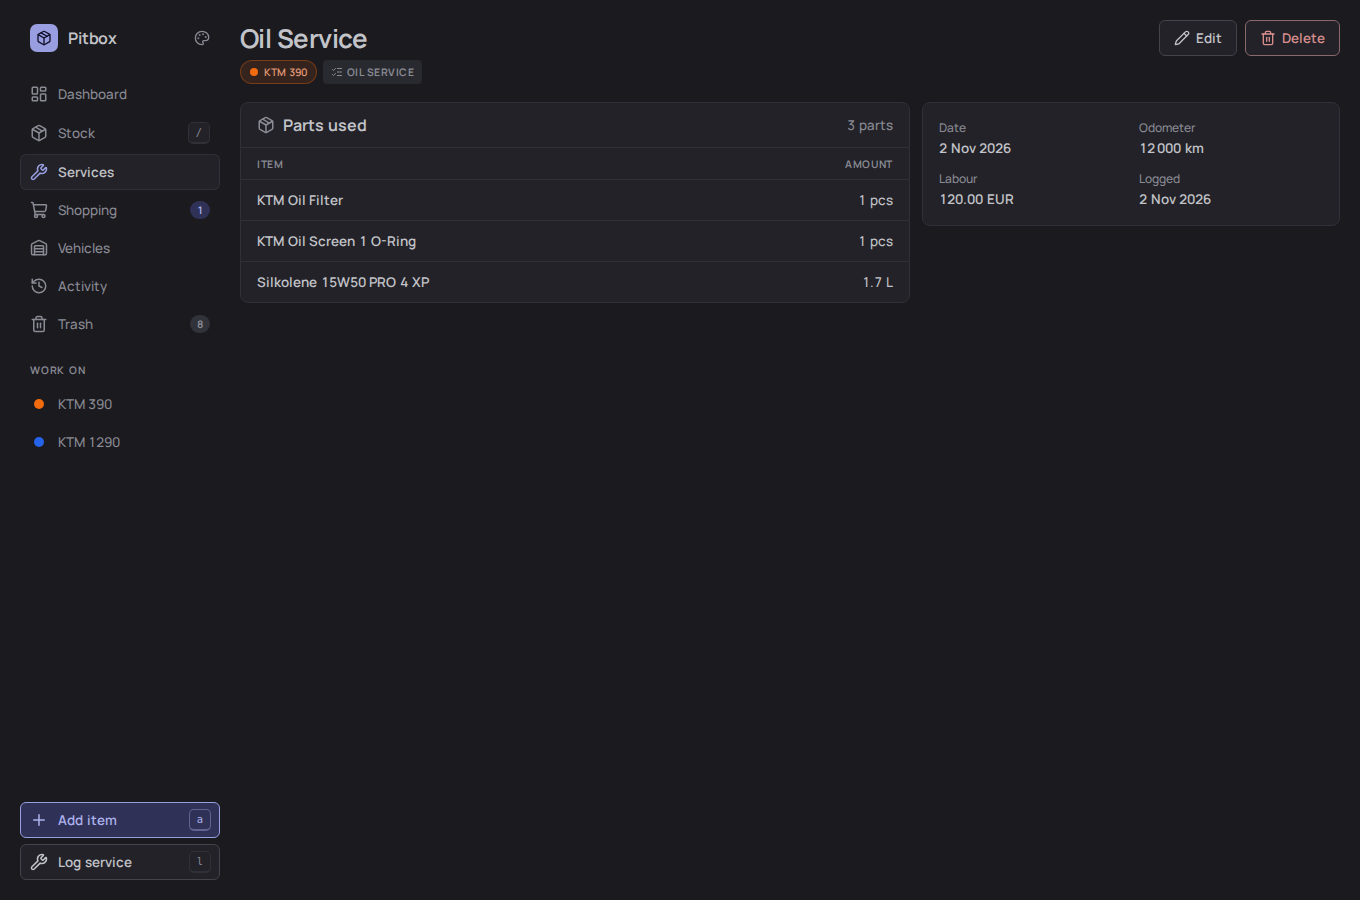 Pitbox
Dashboard
Stock /
Services
Shopping 1
Vehicles
Activity
Trash 8
WORK ON
KTM 390
KTM 1290
Add item a
Log service l
Oil Service
KTM 390 OIL SERVICE
Edit Delete
Parts used 3 parts
ITEM AMOUNT
KTM Oil Filter 1 pcs
KTM Oil Screen 1 O-Ring 1 pcs
Silkolene 15W50 PRO 4 XP 1.7 L
Date Odometer
2 Nov 2026 12 000 km
Labour Logged
120.00 EUR 2 Nov 2026